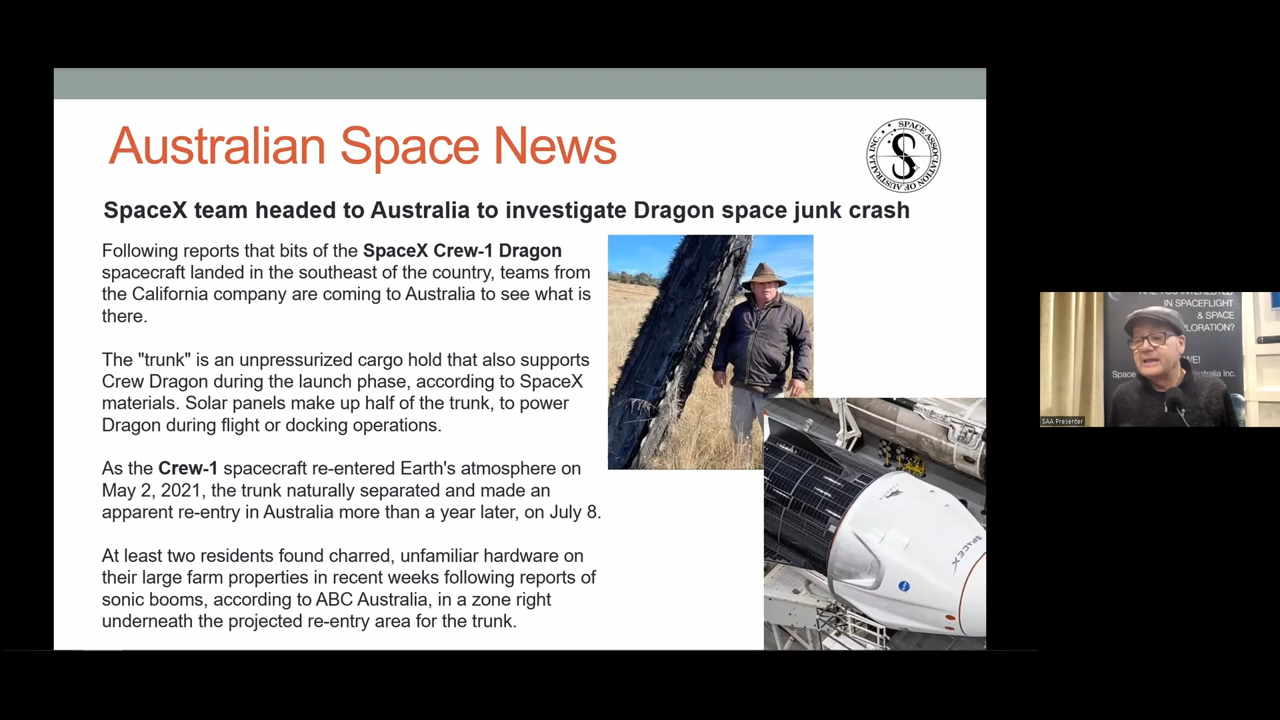 Australian Space News
SPACE ASSOCIATION OF AUSTRALIA INC.
SpaceX team headed to Australia to investigate Dragon space junk crash
Following reports that bits of the SpaceX Crew-1 Dragon
spacecraft landed in the southeast of the country, teams from
the California company are coming to Australia to see what is
there.
The "trunk" is an unpressurized cargo hold that also supports
Crew Dragon during the launch phase, according to SpaceX
materials. Solar panels make up half of the trunk, to power
Dragon during flight or docking operations.
As the Crew-1 spacecraft re-entered Earth's atmosphere on
May 2, 2021, the trunk naturally separated and made an
apparent re-entry in Australia more than a year later, on July 8.
At least two residents found charred, unfamiliar hardware on
their large farm properties in recent weeks following reports of
sonic booms, according to ABC Australia, in a zone right
underneath the projected re-entry area for the trunk.
SPACEX
IN SPACEFLIGHT
& SPACE
Space
Inc.
SAA Presenter